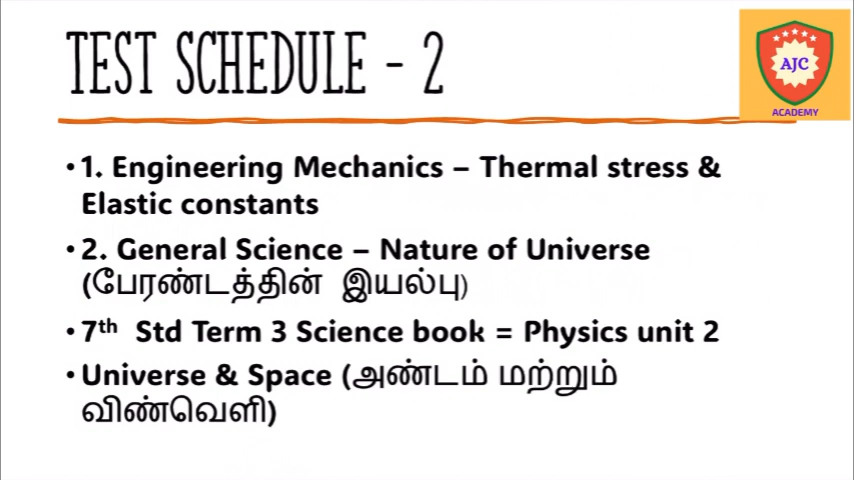 TEST SCHEDULE - 2
AJC
ACADEMY
• 1. Engineering Mechanics – Thermal stress &
Elastic constants
• 2. General Science – Nature of Universe
(பேரண்டத்தின் இயல்பு)
• 7th Std Term 3 Science book = Physics unit 2
• Universe & Space (அண்டம் மற்றும்
விண்வெளி)